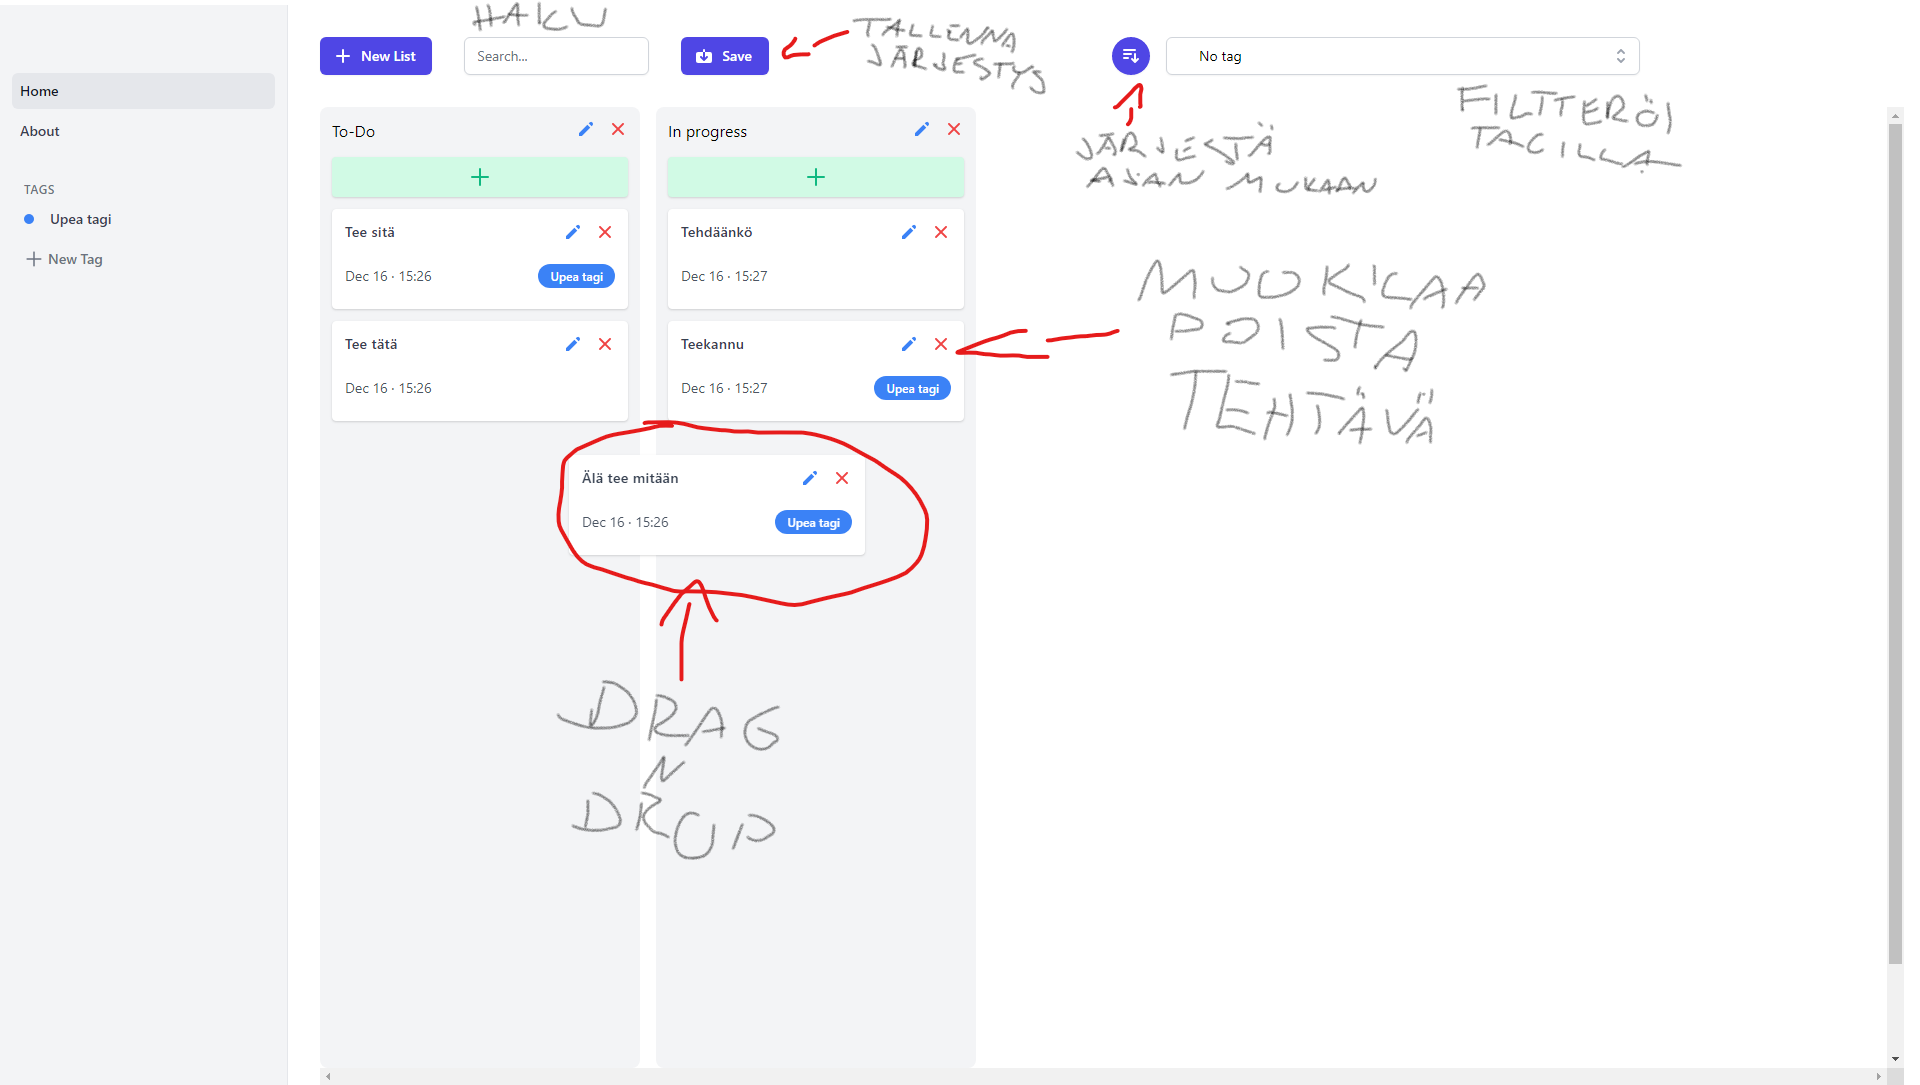 HAKU
New List
Search...
Save
TALLENNA
JÄRJESTYS
No tag
FILTTERÖI
TAGILLA
JÄRJESTÄ
AJAN MUKAAN
Home
About
TAGS
Upea tagi
New Tag
To-Do
Tee sitä
Dec 16 · 15:26
Upea tagi
Tee tätä
Dec 16 · 15:26
In progress
Tehdäänkö
Dec 16 · 15:27
Teekannu
Dec 16 · 15:27
Upea tagi
MUOKKAA
POISTA
TEHTÄVÄ
Älä tee mitään
Dec 16 · 15:26
Upea tagi
DRAG
N
DROP